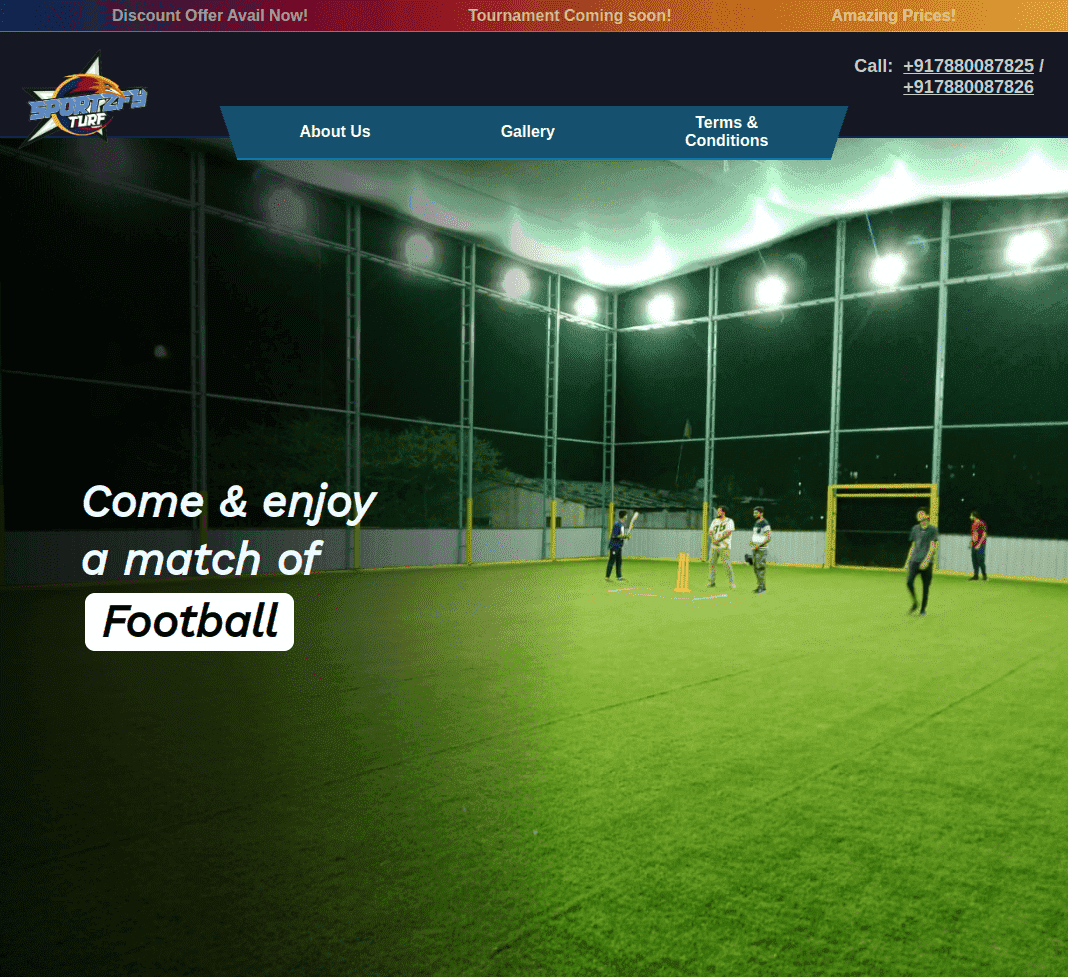 Discount Offer Avail Now! Tournament Coming soon! Amazing Prices!
SPORTZFY
TURF
Call: +917880087825 /
+917880087826
About Us Gallery Terms &
Conditions
Come & enjoy
a match of
Football